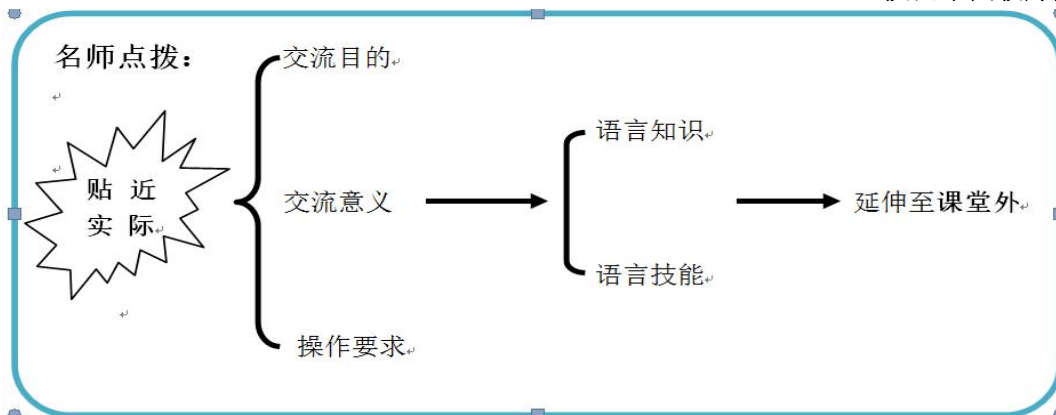 名师点拨：
交流目的
语言知识
贴 近
实 际
交流意义
延伸至课堂外
语言技能
操作要求